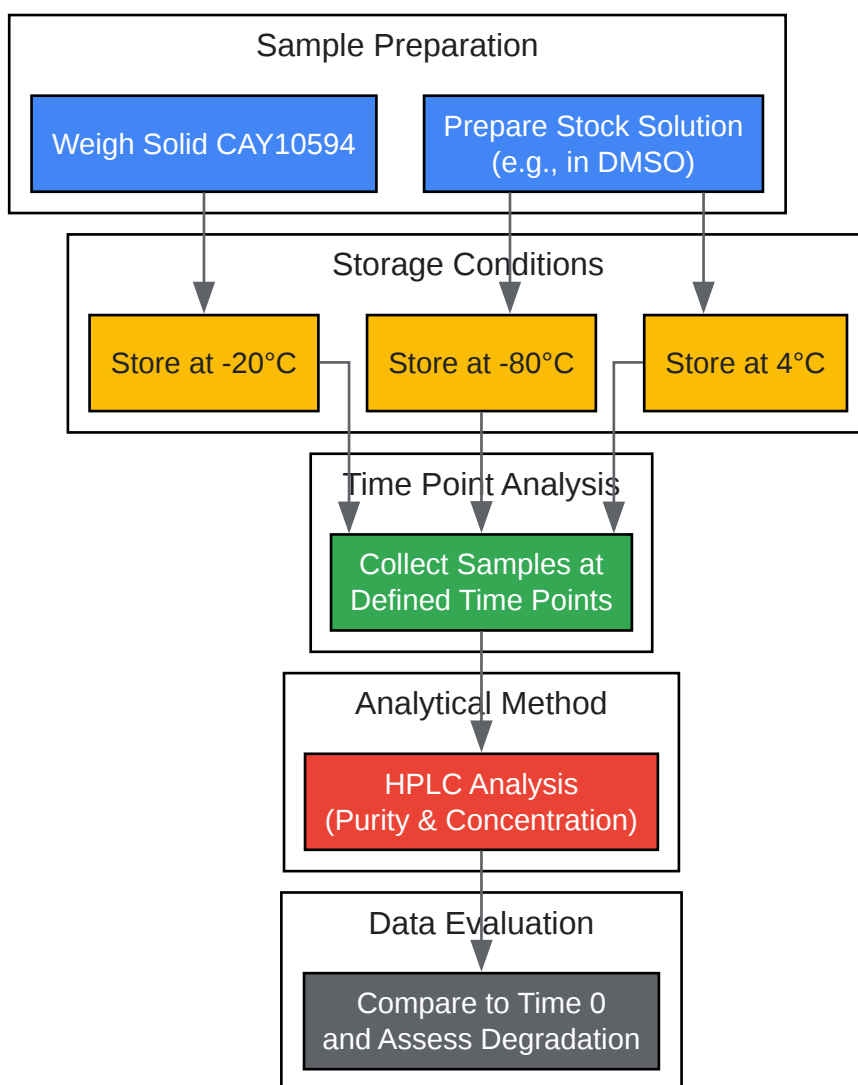 Sample Preparation
Weigh Solid CAY10594
Prepare Stock Solution
(e.g., in DMSO)
Storage Conditions
Store at -20°C
Store at -80°C
Store at 4°C
Time Point Analysis
Collect Samples at
Defined Time Points
Analytical Method
HPLC Analysis
(Purity & Concentration)
Data Evaluation
Compare to Time 0
and Assess Degradation